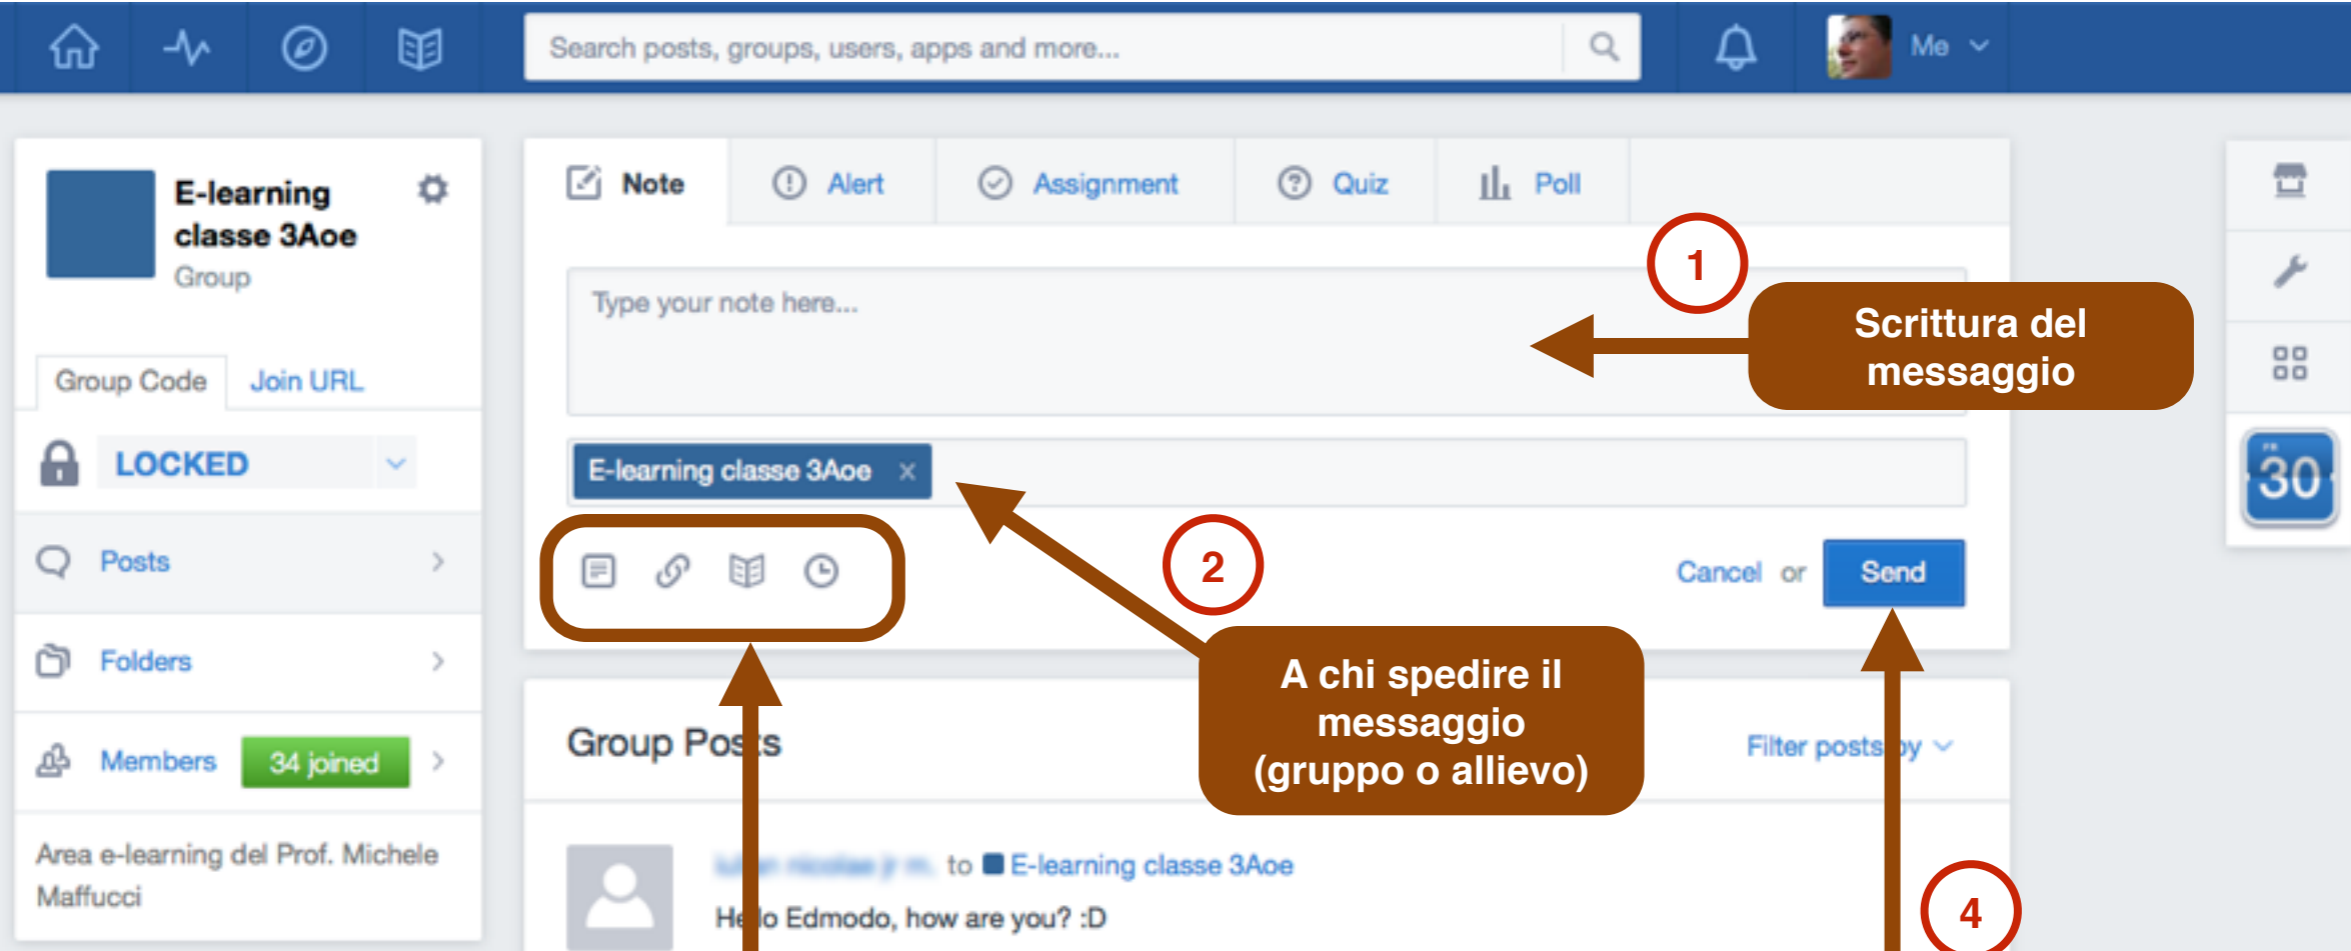 Search posts, groups, users, apps and more...
Me
E-learning
classe 3Aoe
Group
Group Code Join URL
LOCKED
Posts
Folders
Members 34 joined
Area e-learning del Prof. Michele
Maffucci
Note Alert Assignment Quiz Poll
Type your note here...
1
Scrittura del
messaggio
E-learning classe 3Aoe x
2
A chi spedire il
messaggio
(gruppo o allievo)
Cancel or Send
Group Posts
Filter posts by
to E-learning classe 3Aoe
Hello Edmodo, how are you? :D
4
30